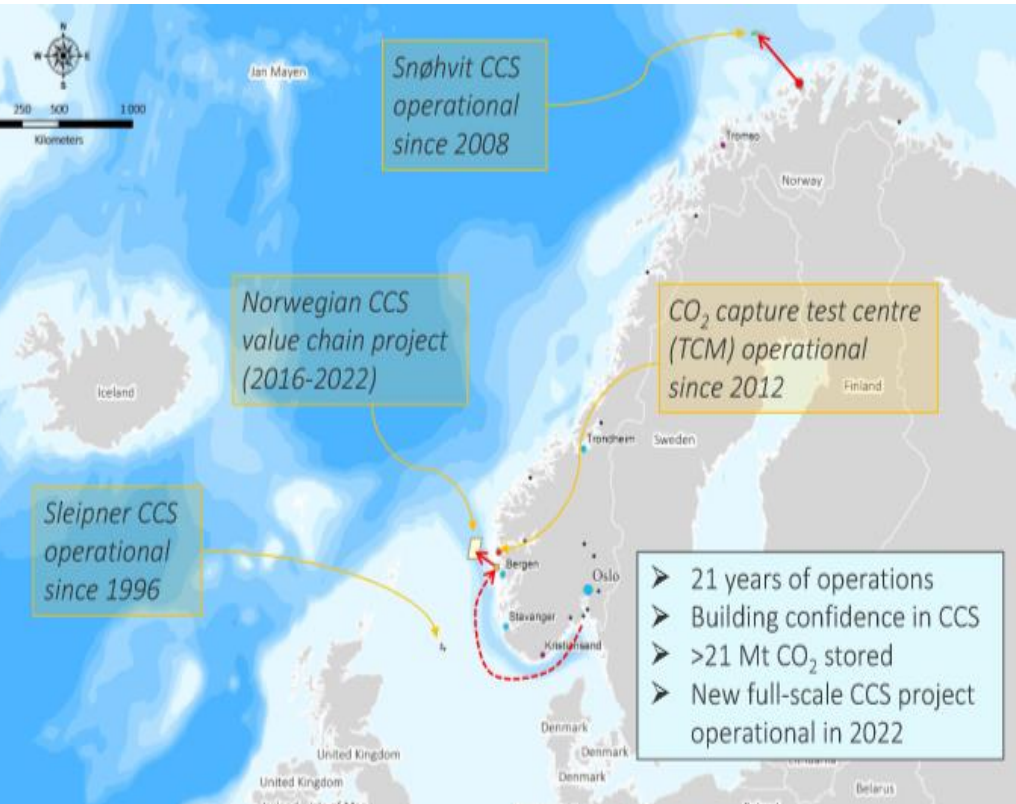 N
W
E
S
250 500 1 000
Kilometers
Jan Mayen
Snøhvit CCS
operational
since 2008
Tromsø
Norway
Norwegian CCS
value chain project
(2016-2022)
CO₂ capture test centre
(TCM) operational
since 2012
Iceland
Finland
Trondheim
Sweden
Sleipner CCS
operational
since 1996
Bergen
Oslo
Stavanger
Kristiansand
➤ 21 years of operations
➤ Building confidence in CCS
➤ >21 Mt CO₂ stored
➤ New full-scale CCS project
operational in 2022
Denmark
Denmark
Denmark
United Kingdom
United Kingdom
Belarus